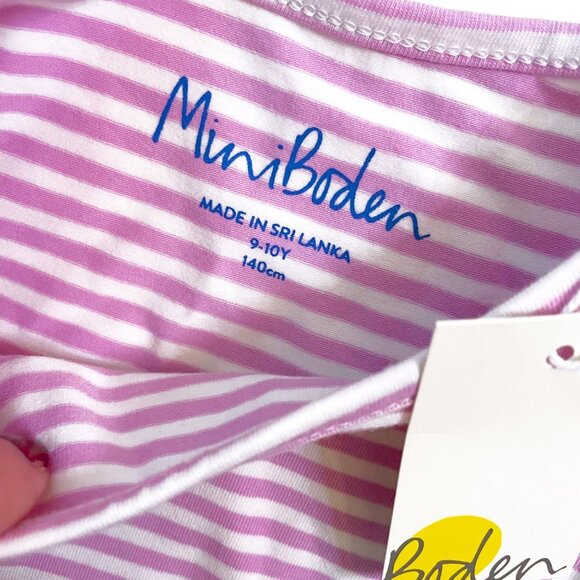 MiniBoden
MADE IN SRI LANKA
9-10Y
140cm
Boden